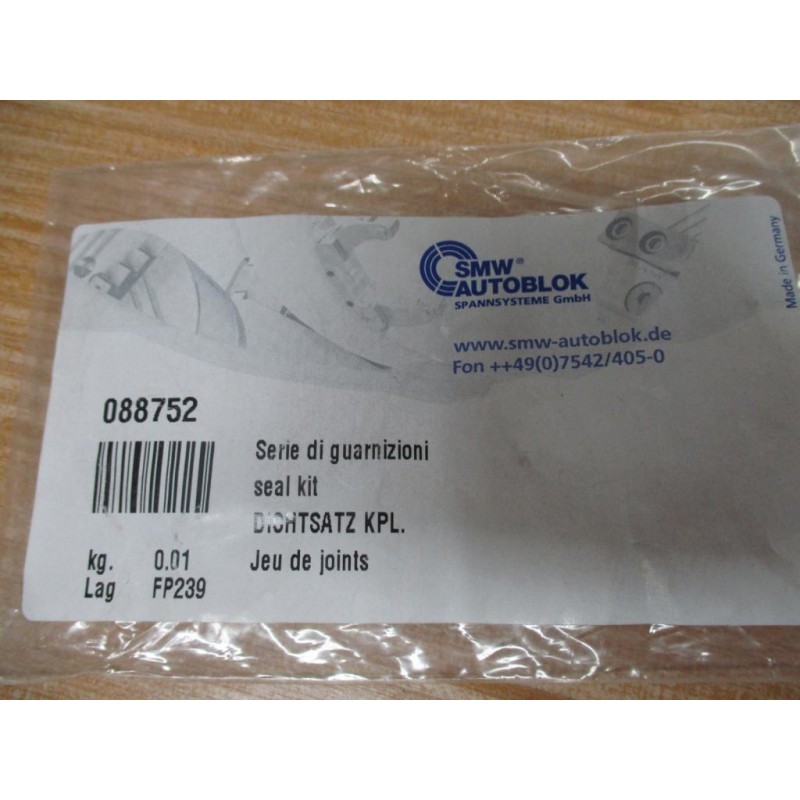 SMW®
AUTOBLOK
SPANNSYSTEME GmbH
Made in Germany
www.smw-autoblok.de
Fon ++49(0)7542/405-0
088752
Serie di guarnizioni
seal kit
DICHTSATZ KPL.
Jeu de joints
kg. 0.01
Lag FP239